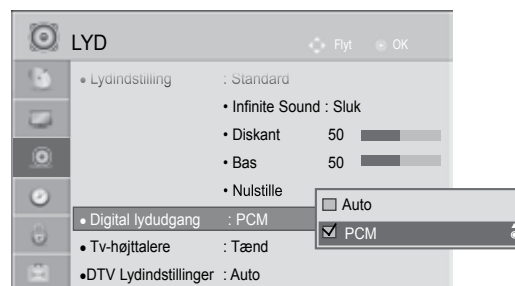 LYD Flyt OK
• Lydindstilling : Standard
• Infinite Sound : Sluk
• Diskant 50
• Bas 50
• Nulstille
• Digital lydudgang : PCM
Auto
PCM
• Tv-højttalere : Tænd
•DTV Lydindstillinger : Auto